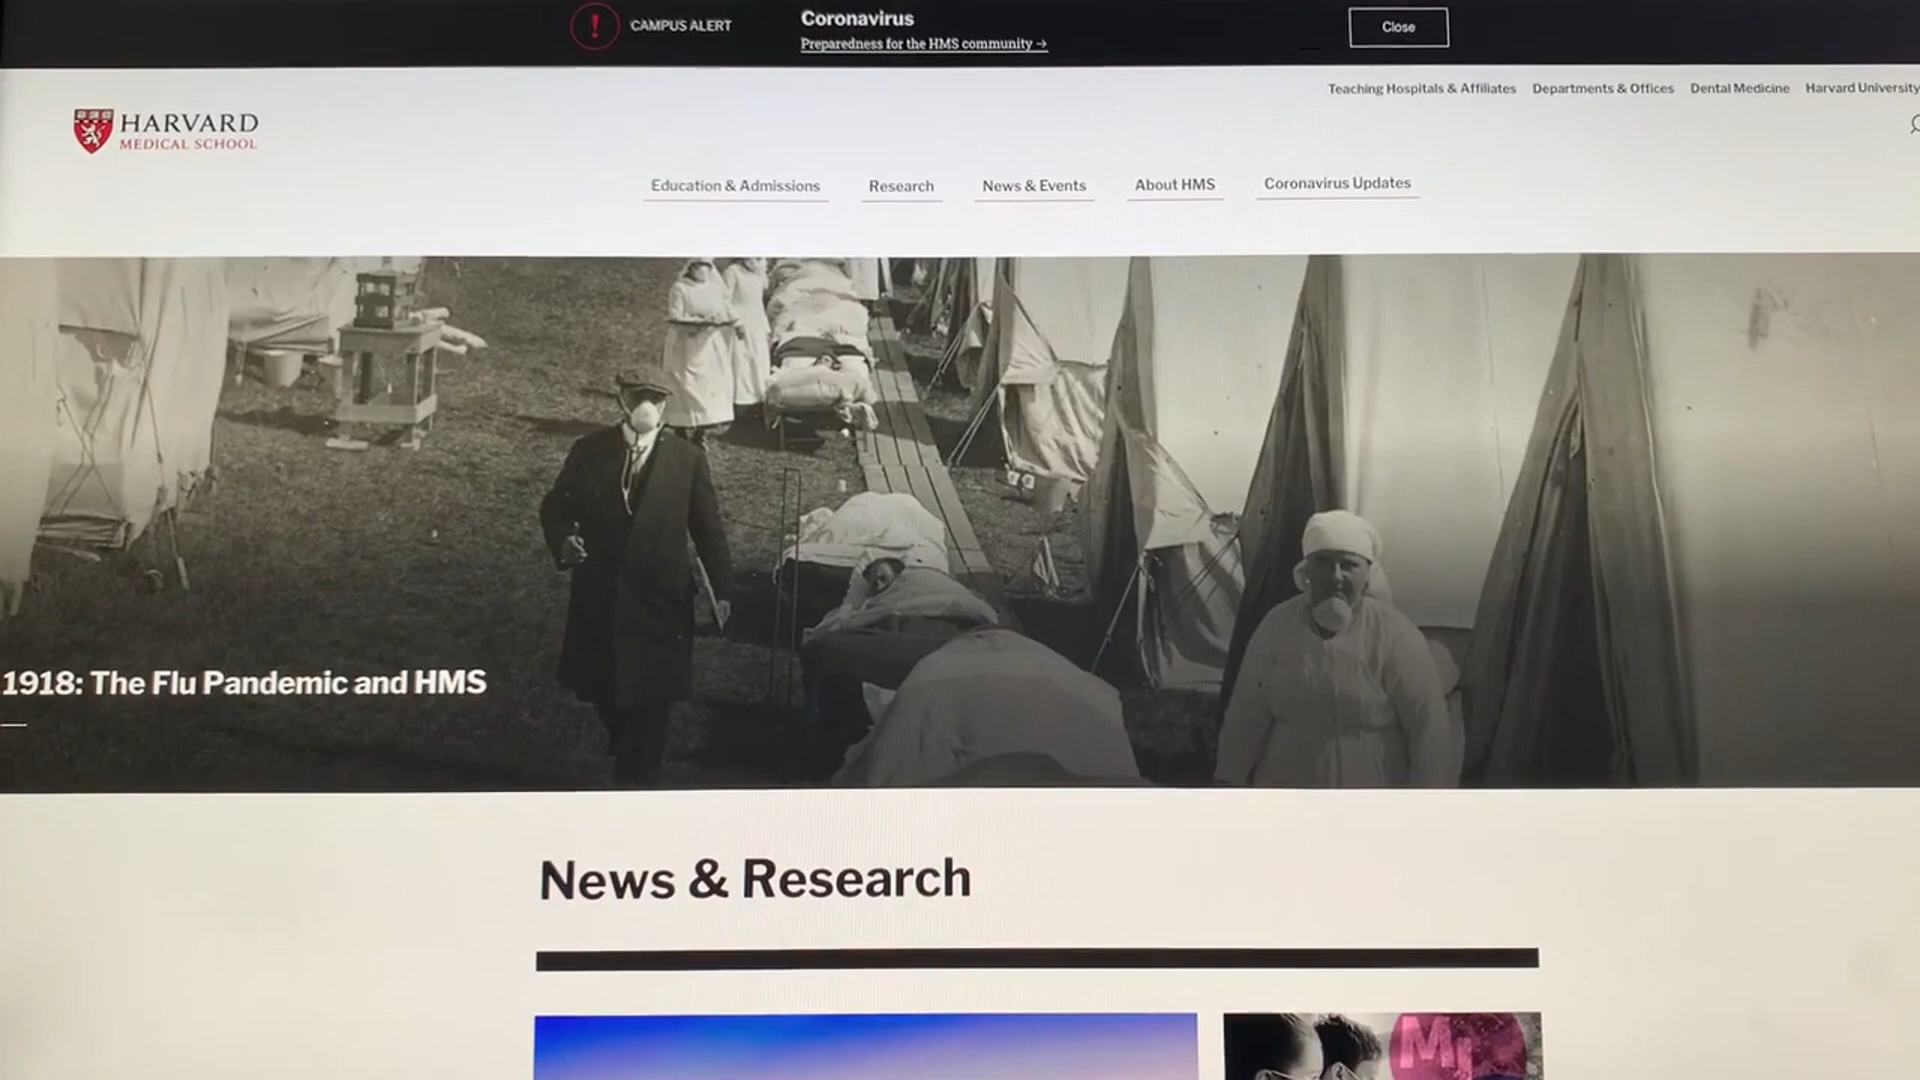 CAMPUS ALERT
Coronavirus
Preparedness for the HMS community →
Close
Teaching Hospitals & Affiliates
Departments & Offices
Dental Medicine
Harvard University
HARVARD
MEDICAL SCHOOL
Education & Admissions
Research
News & Events
About HMS
Coronavirus Updates
1918: The Flu Pandemic and HMS
News & Research